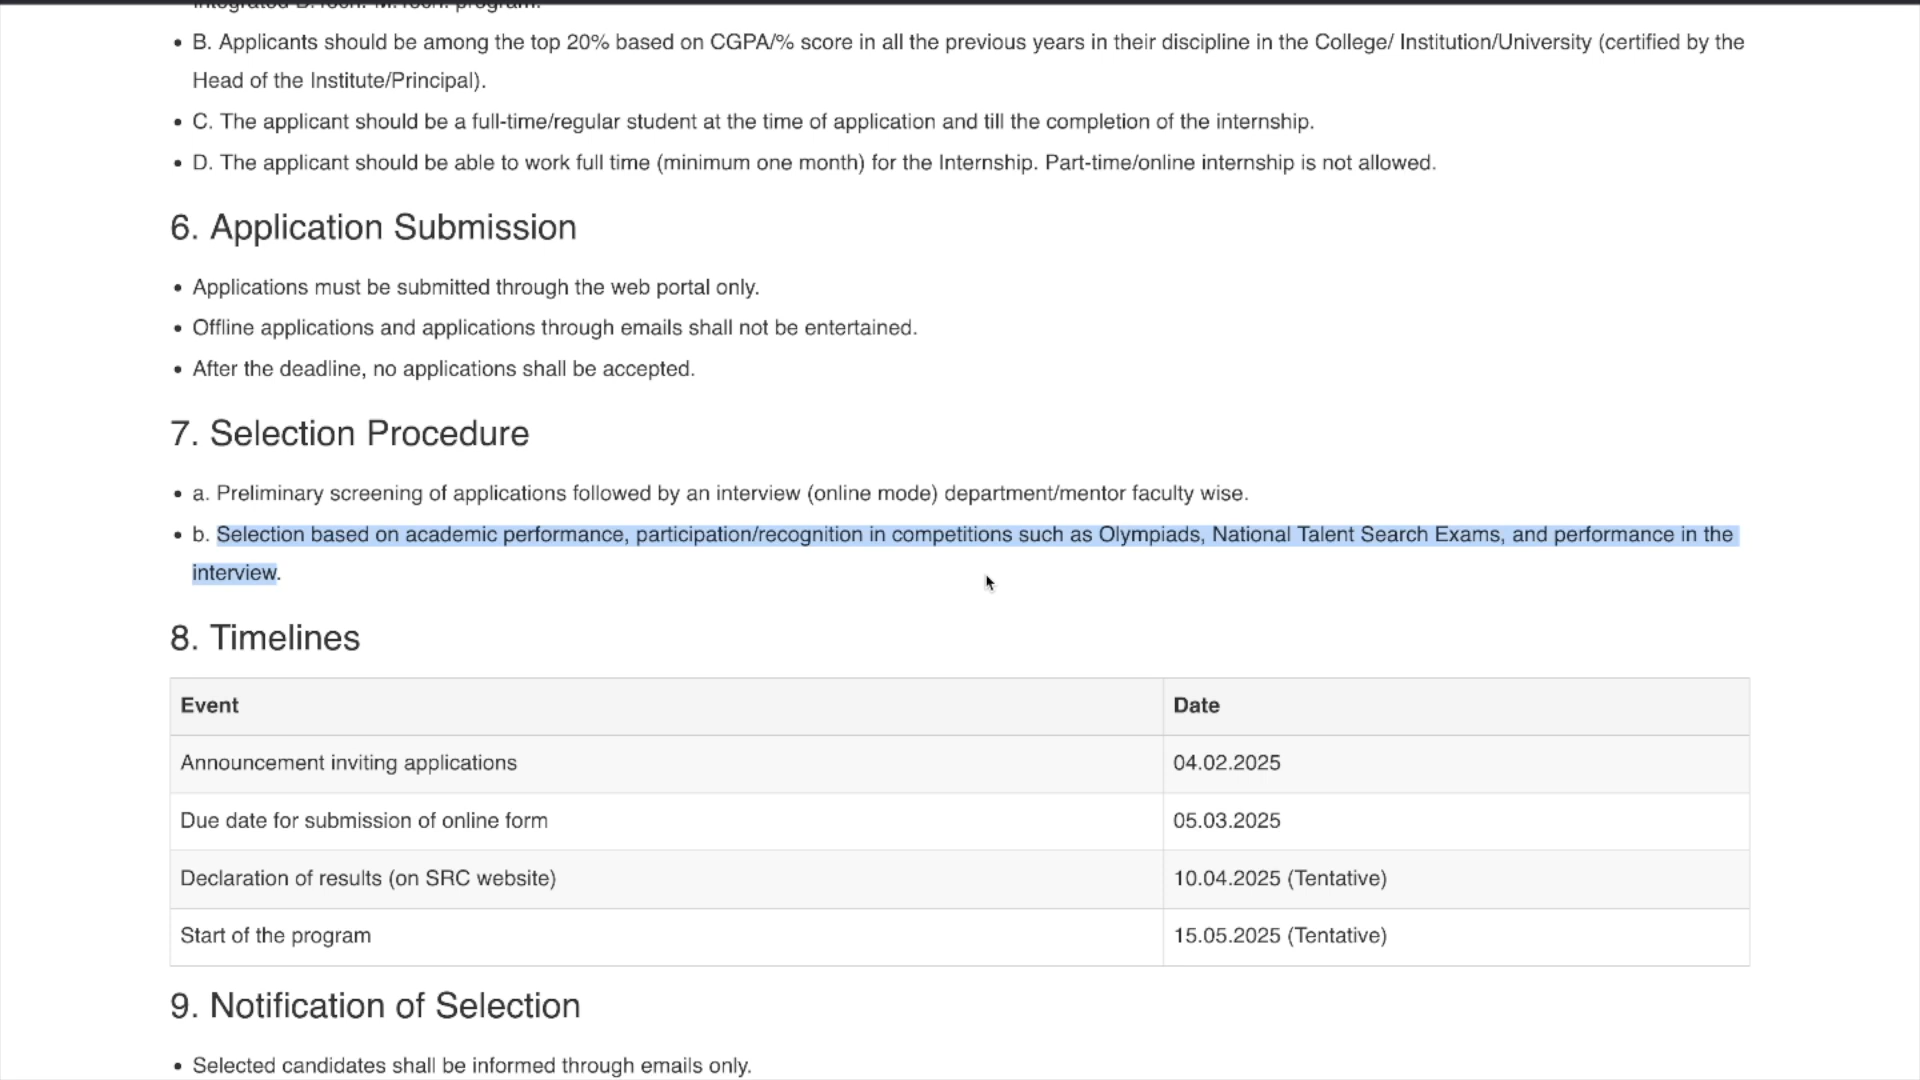 • B. Applicants should be among the top 20% based on CGPA/% score in all the previous years in their discipline in the College/ Institution/University (certified by the
Head of the Institute/Principal).
• C. The applicant should be a full-time/regular student at the time of application and till the completion of the internship.
• D. The applicant should be able to work full time (minimum one month) for the Internship. Part-time/online internship is not allowed.
6. Application Submission
• Applications must be submitted through the web portal only.
• Offline applications and applications through emails shall not be entertained.
• After the deadline, no applications shall be accepted.
7. Selection Procedure
• a. Preliminary screening of applications followed by an interview (online mode) department/mentor faculty wise.
• b. Selection based on academic performance, participation/recognition in competitions such as Olympiads, National Talent Search Exams, and performance in the
interview.
8. Timelines
Event Date
Announcement inviting applications 04.02.2025
Due date for submission of online form 05.03.2025
Declaration of results (on SRC website) 10.04.2025 (Tentative)
Start of the program 15.05.2025 (Tentative)
9. Notification of Selection
• Selected candidates shall be informed through emails only.